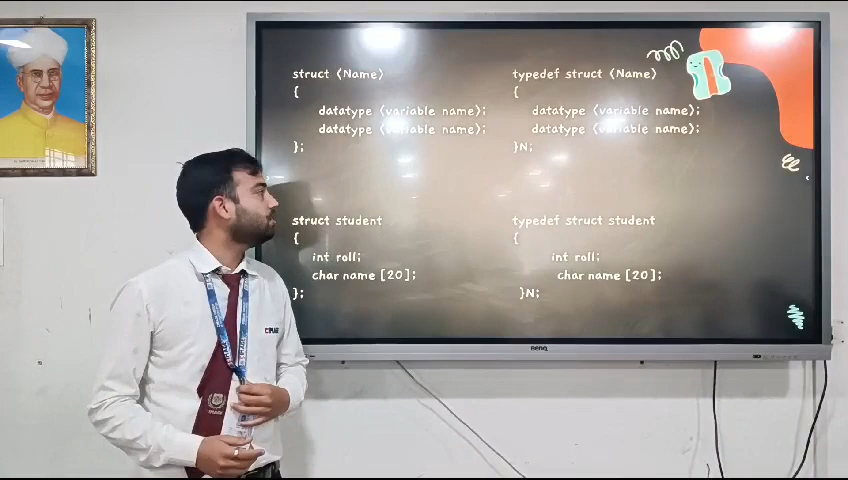 struct <Name>
{
datatype <variable name>;
datatype <variable name>;
};
typedef struct <Name>
{
datatype <variable name>;
datatype <variable name>;
}N;
struct student
{
int roll;
char name [20];
};
typedef struct student
{
int roll;
char name [20];
}N;
BenQ